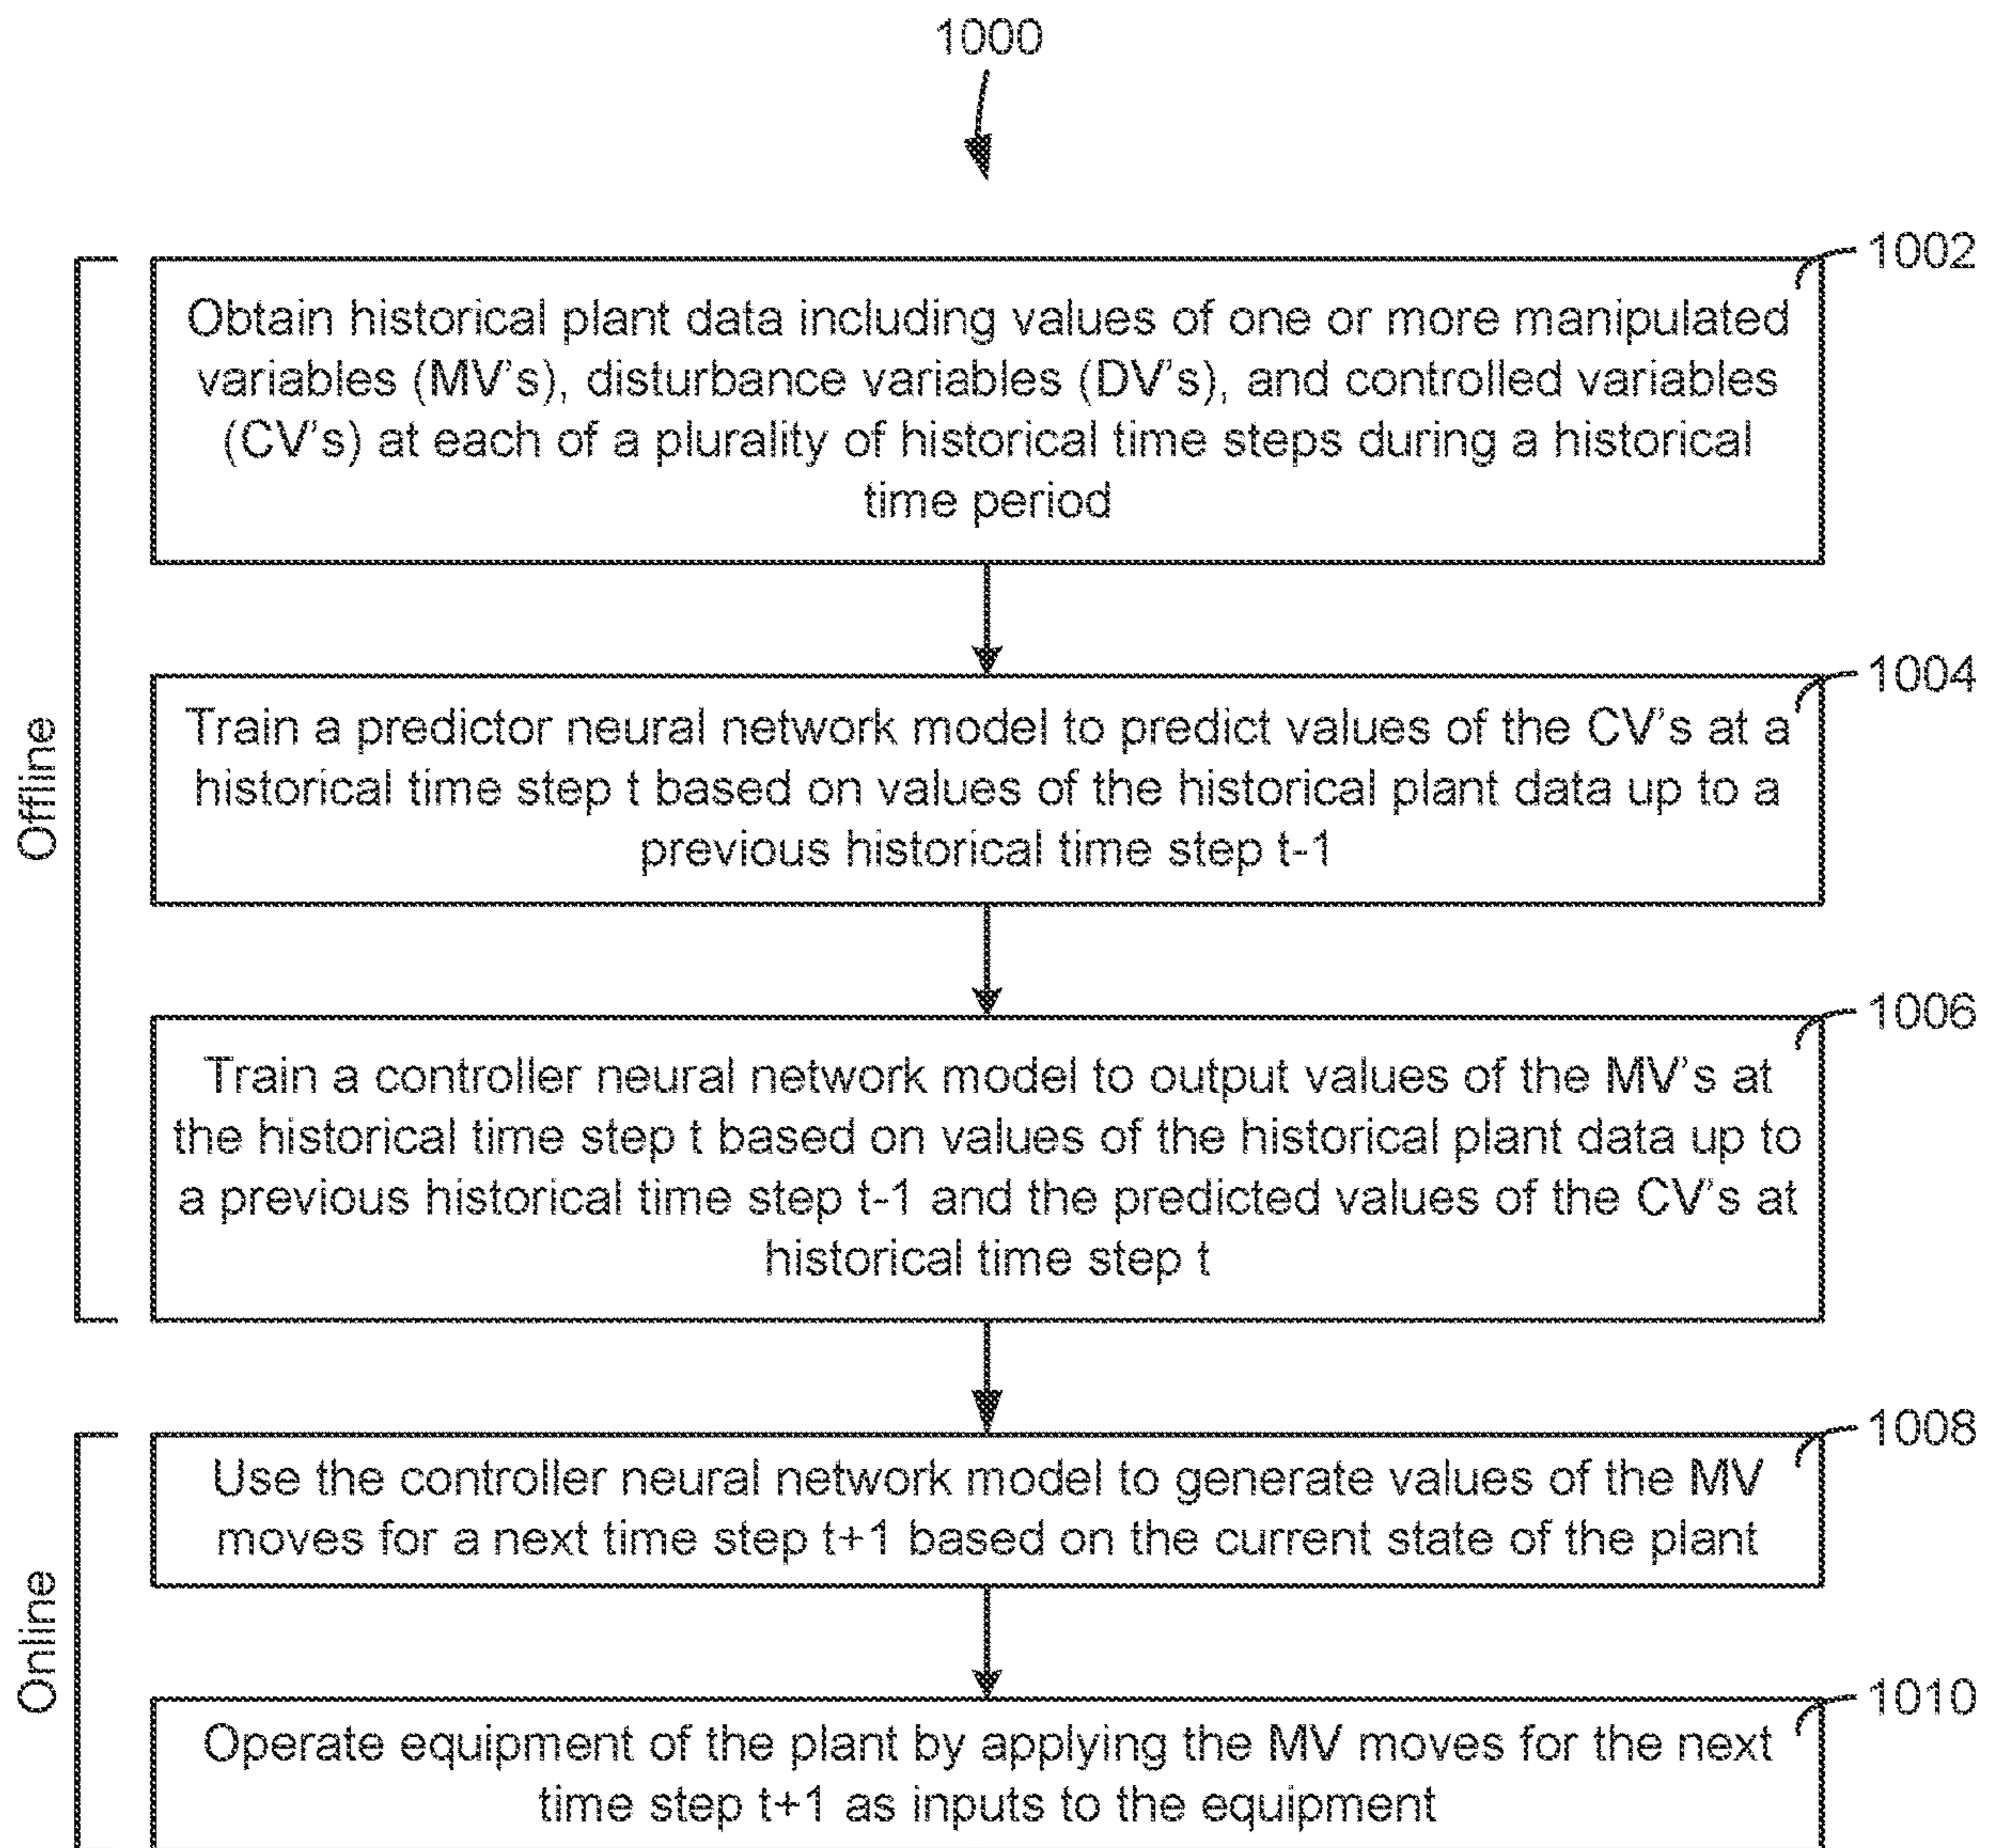 1000
1002
Obtain historical plant data including values of one or more manipulated
variables (MV's), disturbance variables (DV's), and controlled variables
(CV's) at each of a plurality of historical time steps during a historical
time period
1004
Train a predictor neural network model to predict values of the CV's at a
historical time step t based on values of the historical plant data up to a
previous historical time step t-1
Offline
1006
Train a controller neural network model to output values of the MV's at
the historical time step t based on values of the historical plant data up to
a previous historical time step t-1 and the predicted values of the CV's at
historical time step t
1008
Use the controller neural network model to generate values of the MV
moves for a next time step t+1 based on the current state of the plant
Online
1010
Operate equipment of the plant by applying the MV moves for the next
time step t+1 as inputs to the equipment